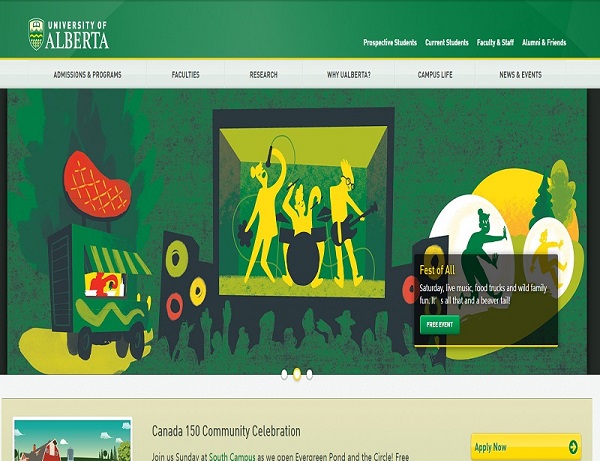 UNIVERSITY OF
ALBERTA
Prospective Students Current Students Faculty & Staff Alumni & Friends
ADMISSIONS & PROGRAMS FACULTIES RESEARCH WHY UALBERTA? CAMPUS LIFE NEWS & EVENTS
Fest of All
Saturday, live music, food trucks and wild family
fun. It's all that and a beaver tail!
FREE EVENT
Canada 150 Community Celebration
Join us Sunday at South Campus as we open Evergreen Pond and the Circle! Free
Apply Now